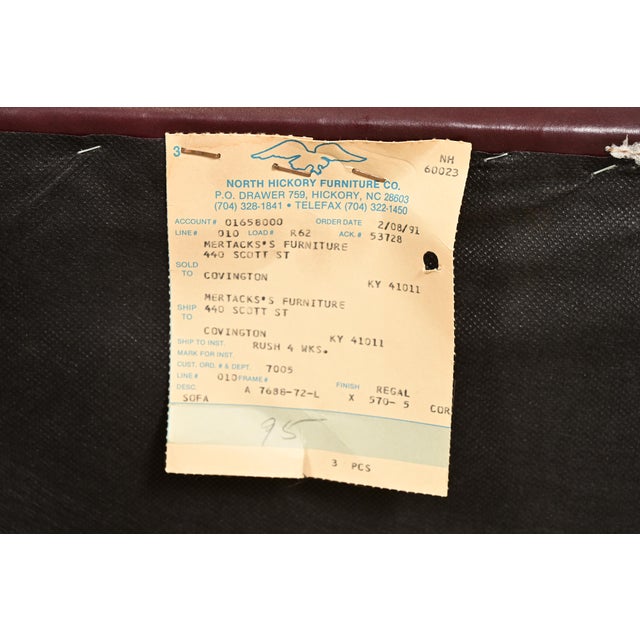 3 NH
60023
NORTH HICKORY FURNITURE CO.
P.O. DRAWER 759, HICKORY, NC 28603
(704) 328-1841 • TELEFAX (704) 322-1450
ACCOUNT # 01658000 ORDER DATE 2/08/91
LINE # 010 LOAD # R62 ACK. # 53728
MERTACKS'S FURNITURE
440 SCOTT ST
SOLD
TO COVINGTON KY 41011
MERTACKS'S FURNITURE
SHIP 440 SCOTT ST
TO
COVINGTON KY 41011
SHIP TO INST. RUSH 4 WKS.
MARK FOR INST.
CUST. ORD. # & DEPT. 7005
LINE # 010 FRAME # FINISH REGAL
DESC. A 7688-72-L X 570- 5 COR
SOFA
95
3 PCS